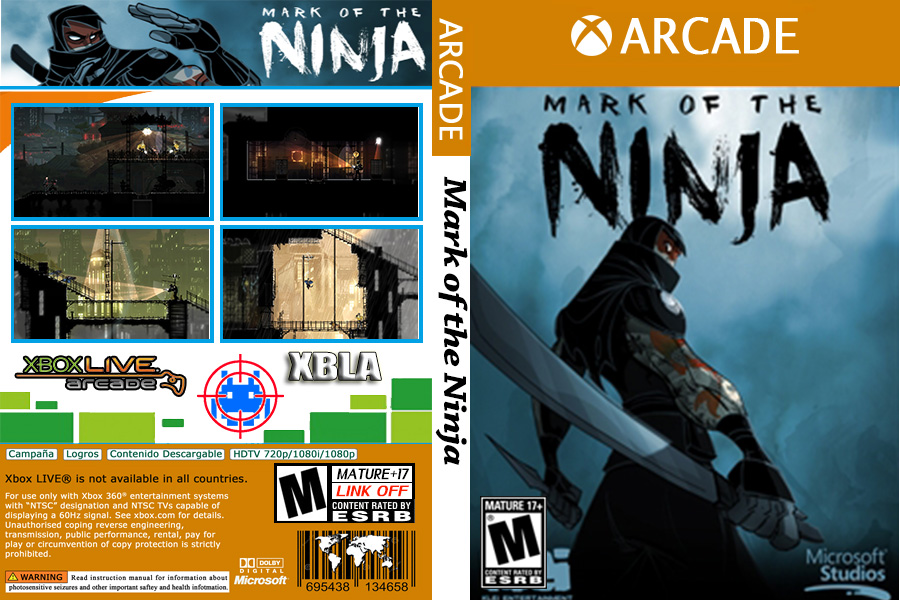 MARK OF THE
NINJA
XBOX LIVE.
arcade
XBLA
Campaña
Logros
Contenido Descargable
HDTV 720p/1080i/1080p
Xbox LIVE® is not available in all countries.
For use only with Xbox 360® entertainment systems
with “NTSC” designation and NTSC TVs capable of
displaying a 60Hz signal. See xbox.com for details.
Unauthorised coping reverse engineering,
transmission, public performance, rental, pay for
play or circumvention of copy protection is strictly
prohibited.
WARNING Read instruction manual for information about
photosensitive seizures and other important saftey and health infotmation.
M
MATURE+17
LINK OFF
CONTENT RATED BY
ESRB
DOLBY
DIGITAL
Microsoft
695438 134658
ARCADE
Mark of the Ninja
ARCADE
MARK OF THE
NINJA
MATURE 17+
M
CONTENT RATED BY
ESRB
KLEI ENTERTAINMENT
Microsoft®
Studios